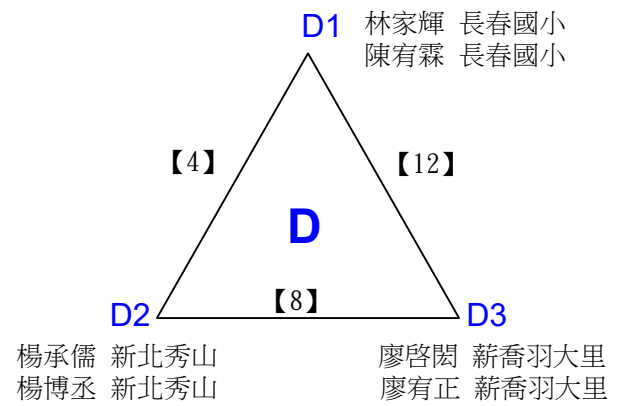 D1 林家輝 長春國小
陳宥霖 長春國小
【4】 【12】
D
【8】
D2 D3
楊承儒 新北秀山 廖啓閎 薪喬羽大里
楊博丞 新北秀山 廖宥正 薪喬羽大里